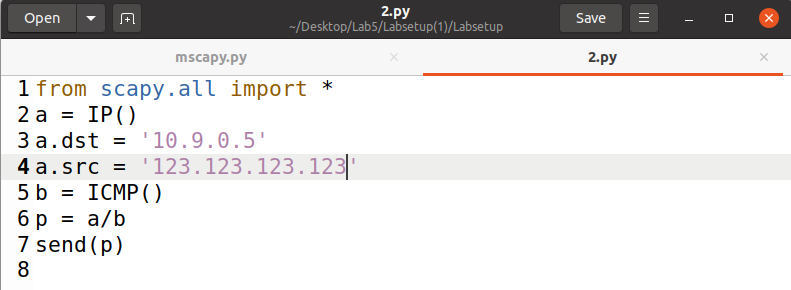 Open 2.py Save
~/Desktop/Lab5/Labsetup(1)/Labsetup
mscapy.py 2.py
1 from scapy.all import *
2 a = IP()
3 a.dst = '10.9.0.5'
4 a.src = '123.123.123.123'
5 b = ICMP()
6 p = a/b
7 send(p)
8